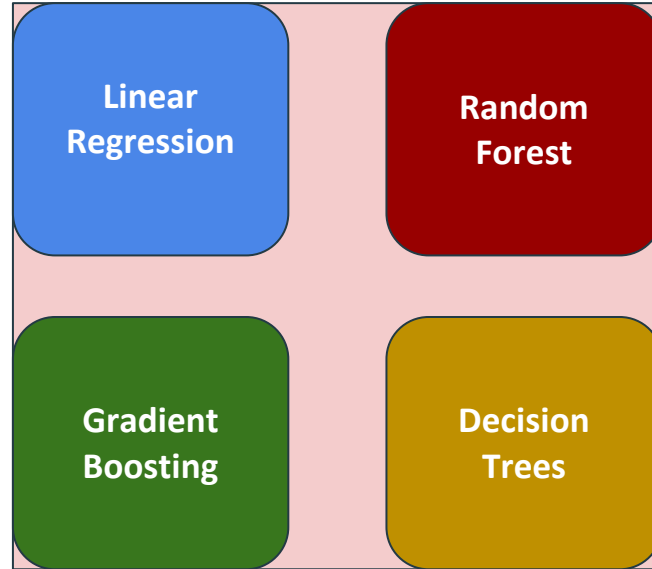 Linear
Regression
Random
Forest
Gradient
Boosting
Decision
Trees